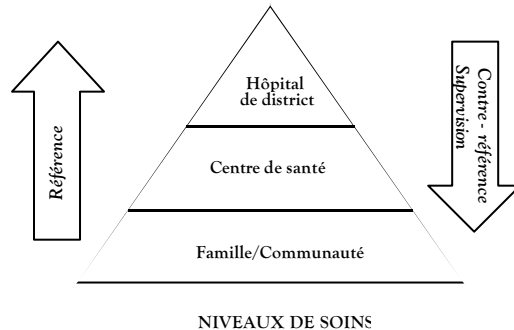 Hôpital
de district
Centre de santé
Famille/Communauté
Référence
Contre - référence
Supervision
NIVEAUX DE SOINS